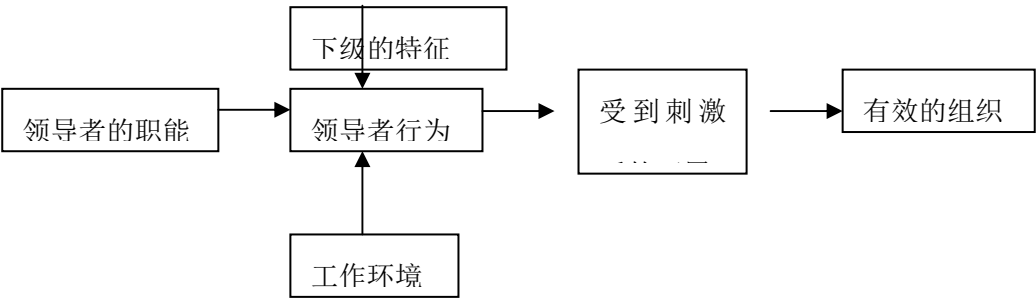 下级的特征
领导者的职能
领导者行为
受到刺激
有效的组织
工作环境